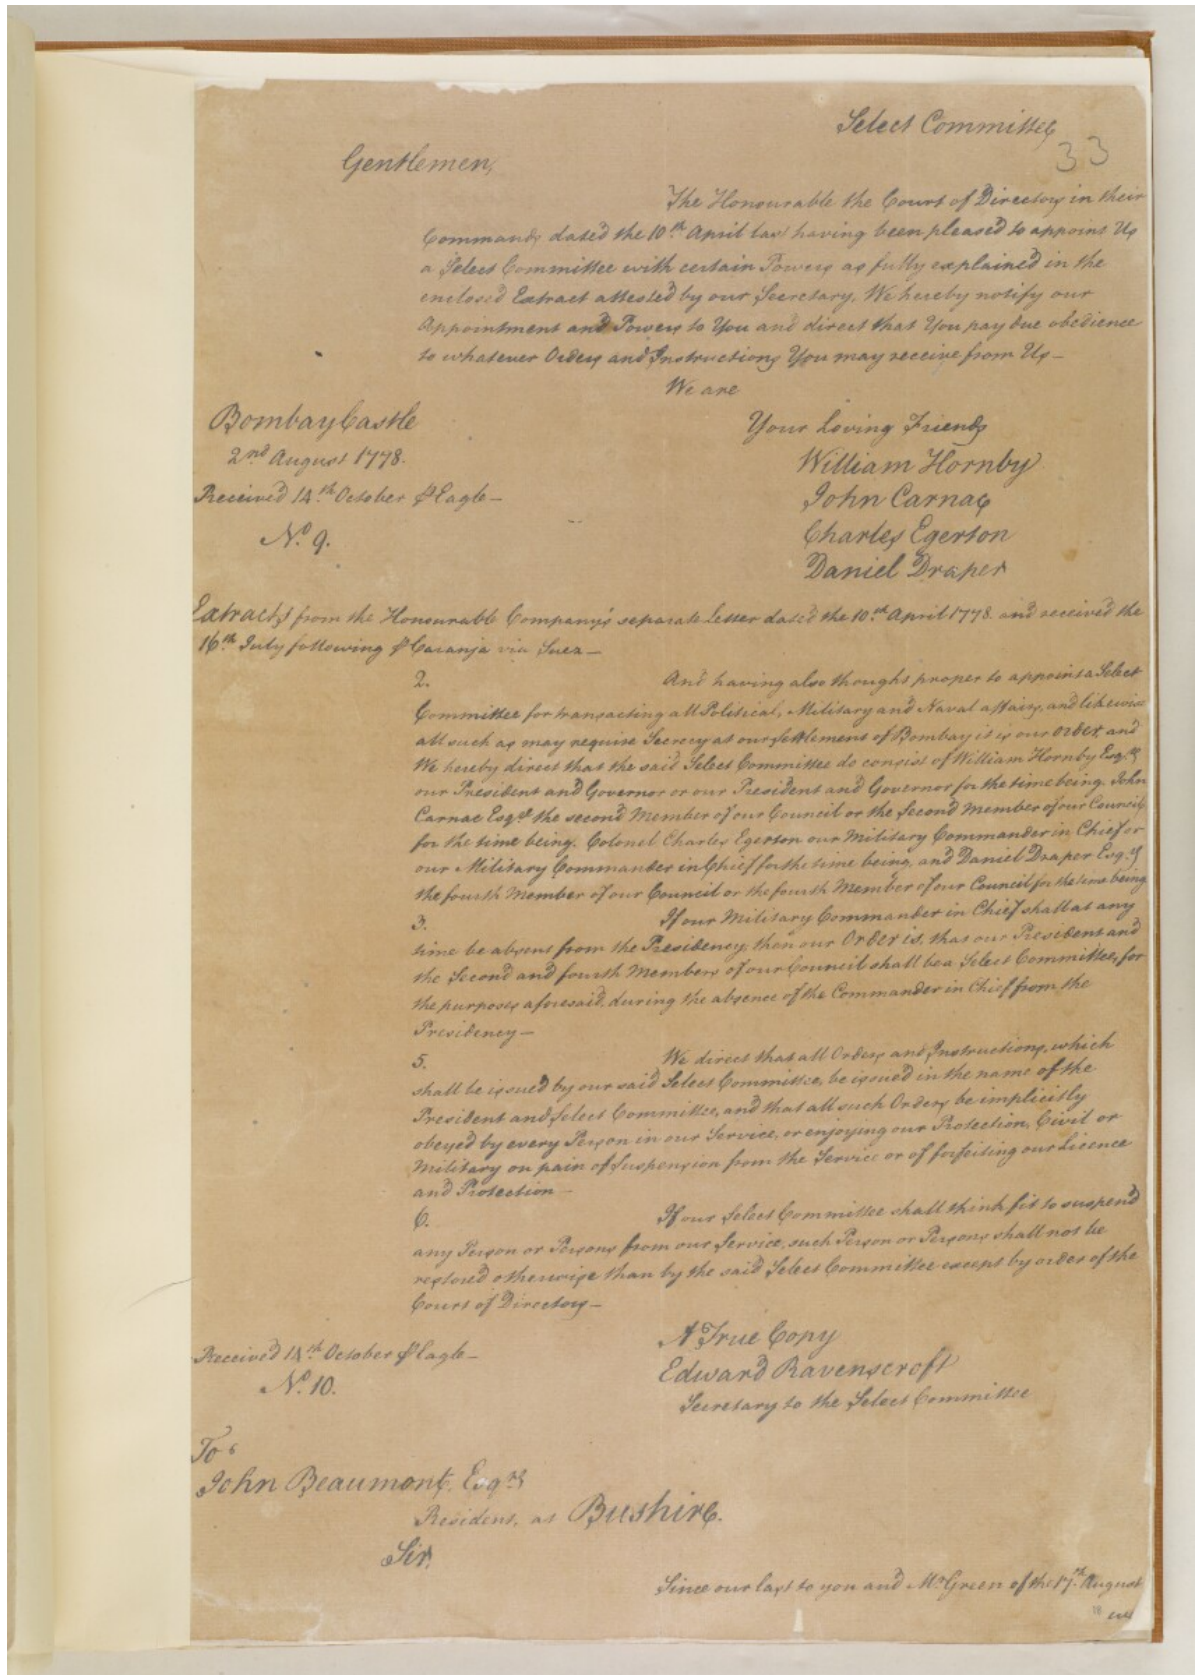 Select Committee
33
Gentlemen,
The Honourable the Court of Directors in their
Commands dated the 10th April last having been pleased to appoint Us
a Select Committee with certain Powers as fully explained in the
enclosed Extract attested by our Secretary, We hereby notify our
Appointment and Powers to You and direct that You pay due obedience
to whatever Orders and Instructions You may receive from Us—
We are
Bombay Castle
Your Loving Friends
2nd August 1778.
William Hornby
Received 14th October ⅌ Eagle—
John Carnac
No. 9.
Charles Egerton
Daniel Draper
Extracts from the Honourable Company's separate letter dated the 10th April 1778 and received the
16th July following ⅌ Caranja via Suez—
2. And having also thought proper to appoint a Select
Committee for transacting all Political, Military and Naval affairs, and likewise
all such as may require Secrecy at our Settlement of Bombay it is our order, and
We hereby direct that the said Select Committee do consist of William Hornby Esqr.
our President and Governor or our President and Governor for the time being. John
Carnac Esqr. the second Member of our Council or the Second Member of our Council
for the time being. Colonel Charles Egerton our Military Commander in Chief or
our Military Commander in Chief for the time being, and Daniel Draper Esqr.
the fourth Member of our Council or the fourth Member of our Council for the time being
3. If our Military Commander in Chief shall at any
time be absent from the Presidency, then our Order is, that our President and
the Second and fourth Members of our Council shall be a Select Committee, for
the purposes aforesaid, during the absence of the Commander in Chief from the
Presidency—
5. We direct that all Orders and Instructions, which
shall be issued by our said Select Committee, be issued in the name of the
President and Select Committee, and that all such Orders be implicitly
obeyed by every Person in our Service, or enjoying our Protection, Civil or
Military on pain of Suspension from the Service or of forfeiting our Licence
and Protection—
6. If our Select Committee shall think fit to suspend
any Person or Persons from our Service, such Person or Persons shall not be
restored otherwise than by the said Select Committee except by order of the
Court of Directors—
A True Copy
Received 14th October ⅌ Eagle—
Edward Ravenscroft
No. 10.
Secretary to the Select Committee
To
John Beaumont, Esqr.
Resident, at Bushire.
Sir,
Since our last to you and Mr. Green of the 17th. August
we